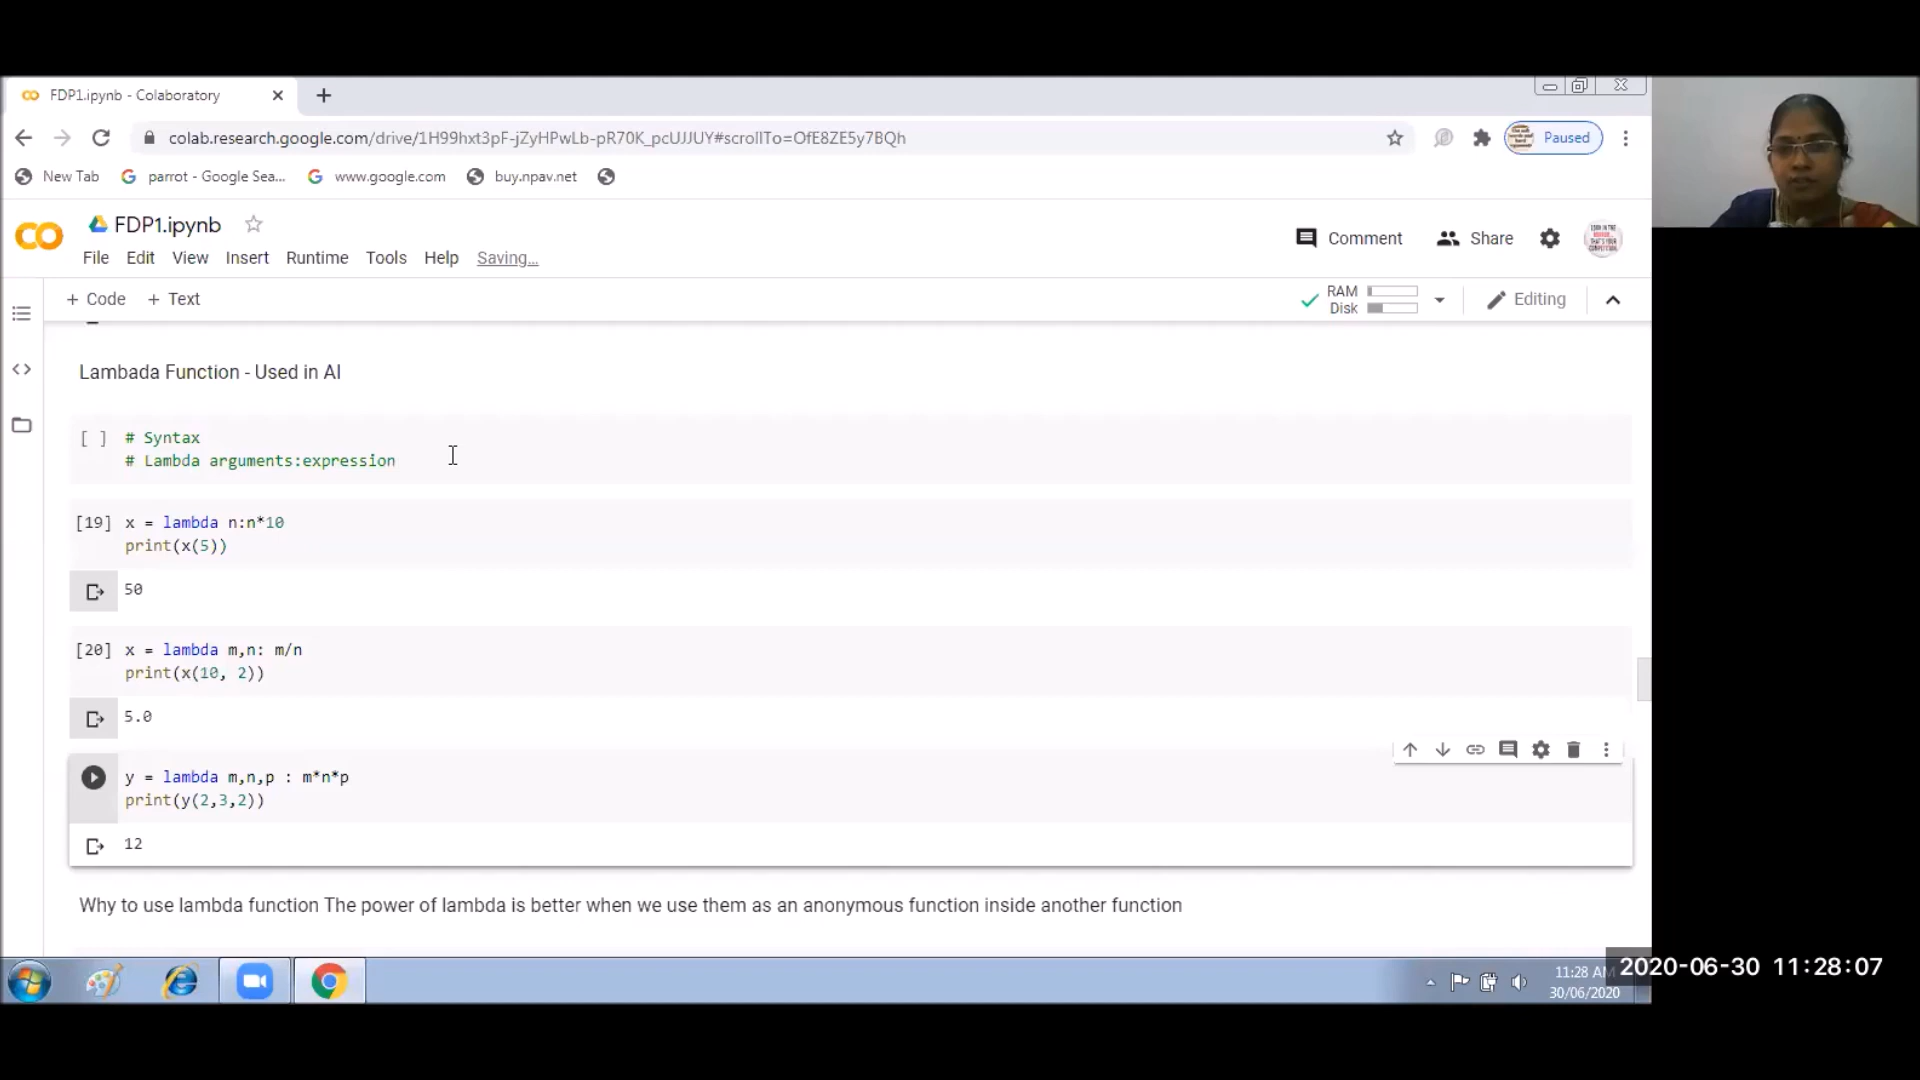 FDP1.ipynb - Colaboratory
colab.research.google.com/drive/1H99hxt3pF-jZyHPwLb-pR70K_pcUJJUY#scrollTo=OfE8ZE5y7BQh
Paused
New Tab
parrot - Google Sea...
www.google.com
buy.npav.net
FDP1.ipynb
File Edit View Insert Runtime Tools Help Saving...
Comment
Share
+ Code + Text
RAM
Disk
Editing
Lambada Function - Used in AI
[ ] # Syntax
# Lambda arguments:expression
[19] x = lambda n:n*10
print(x(5))
50
[20] x = lambda m,n: m/n
print(x(10, 2))
5.0
y = lambda m,n,p : m*n*p
print(y(2,3,2))
12
Why to use lambda function The power of lambda is better when we use them as an anonymous function inside another function
11:28 AM
30/06/2020
2020-06-30 11:28:07